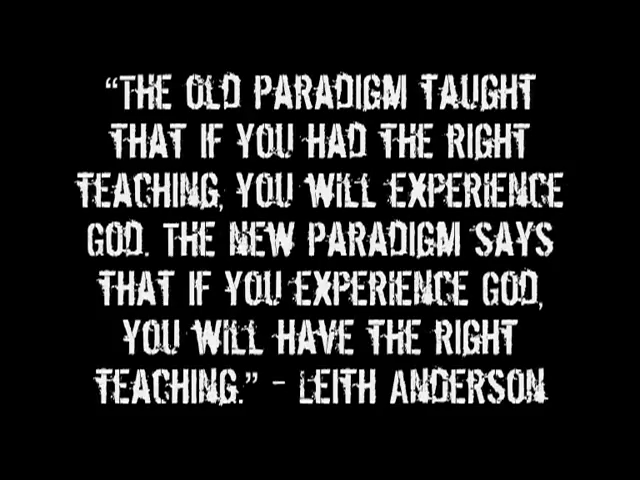 “THE OLD PARADIGM TAUGHT
THAT IF YOU HAD THE RIGHT
TEACHING, YOU WILL EXPERIENCE
GOD. THE NEW PARADIGM SAYS
THAT IF YOU EXPERIENCE GOD,
YOU WILL HAVE THE RIGHT
TEACHING.” - LEITH ANDERSON